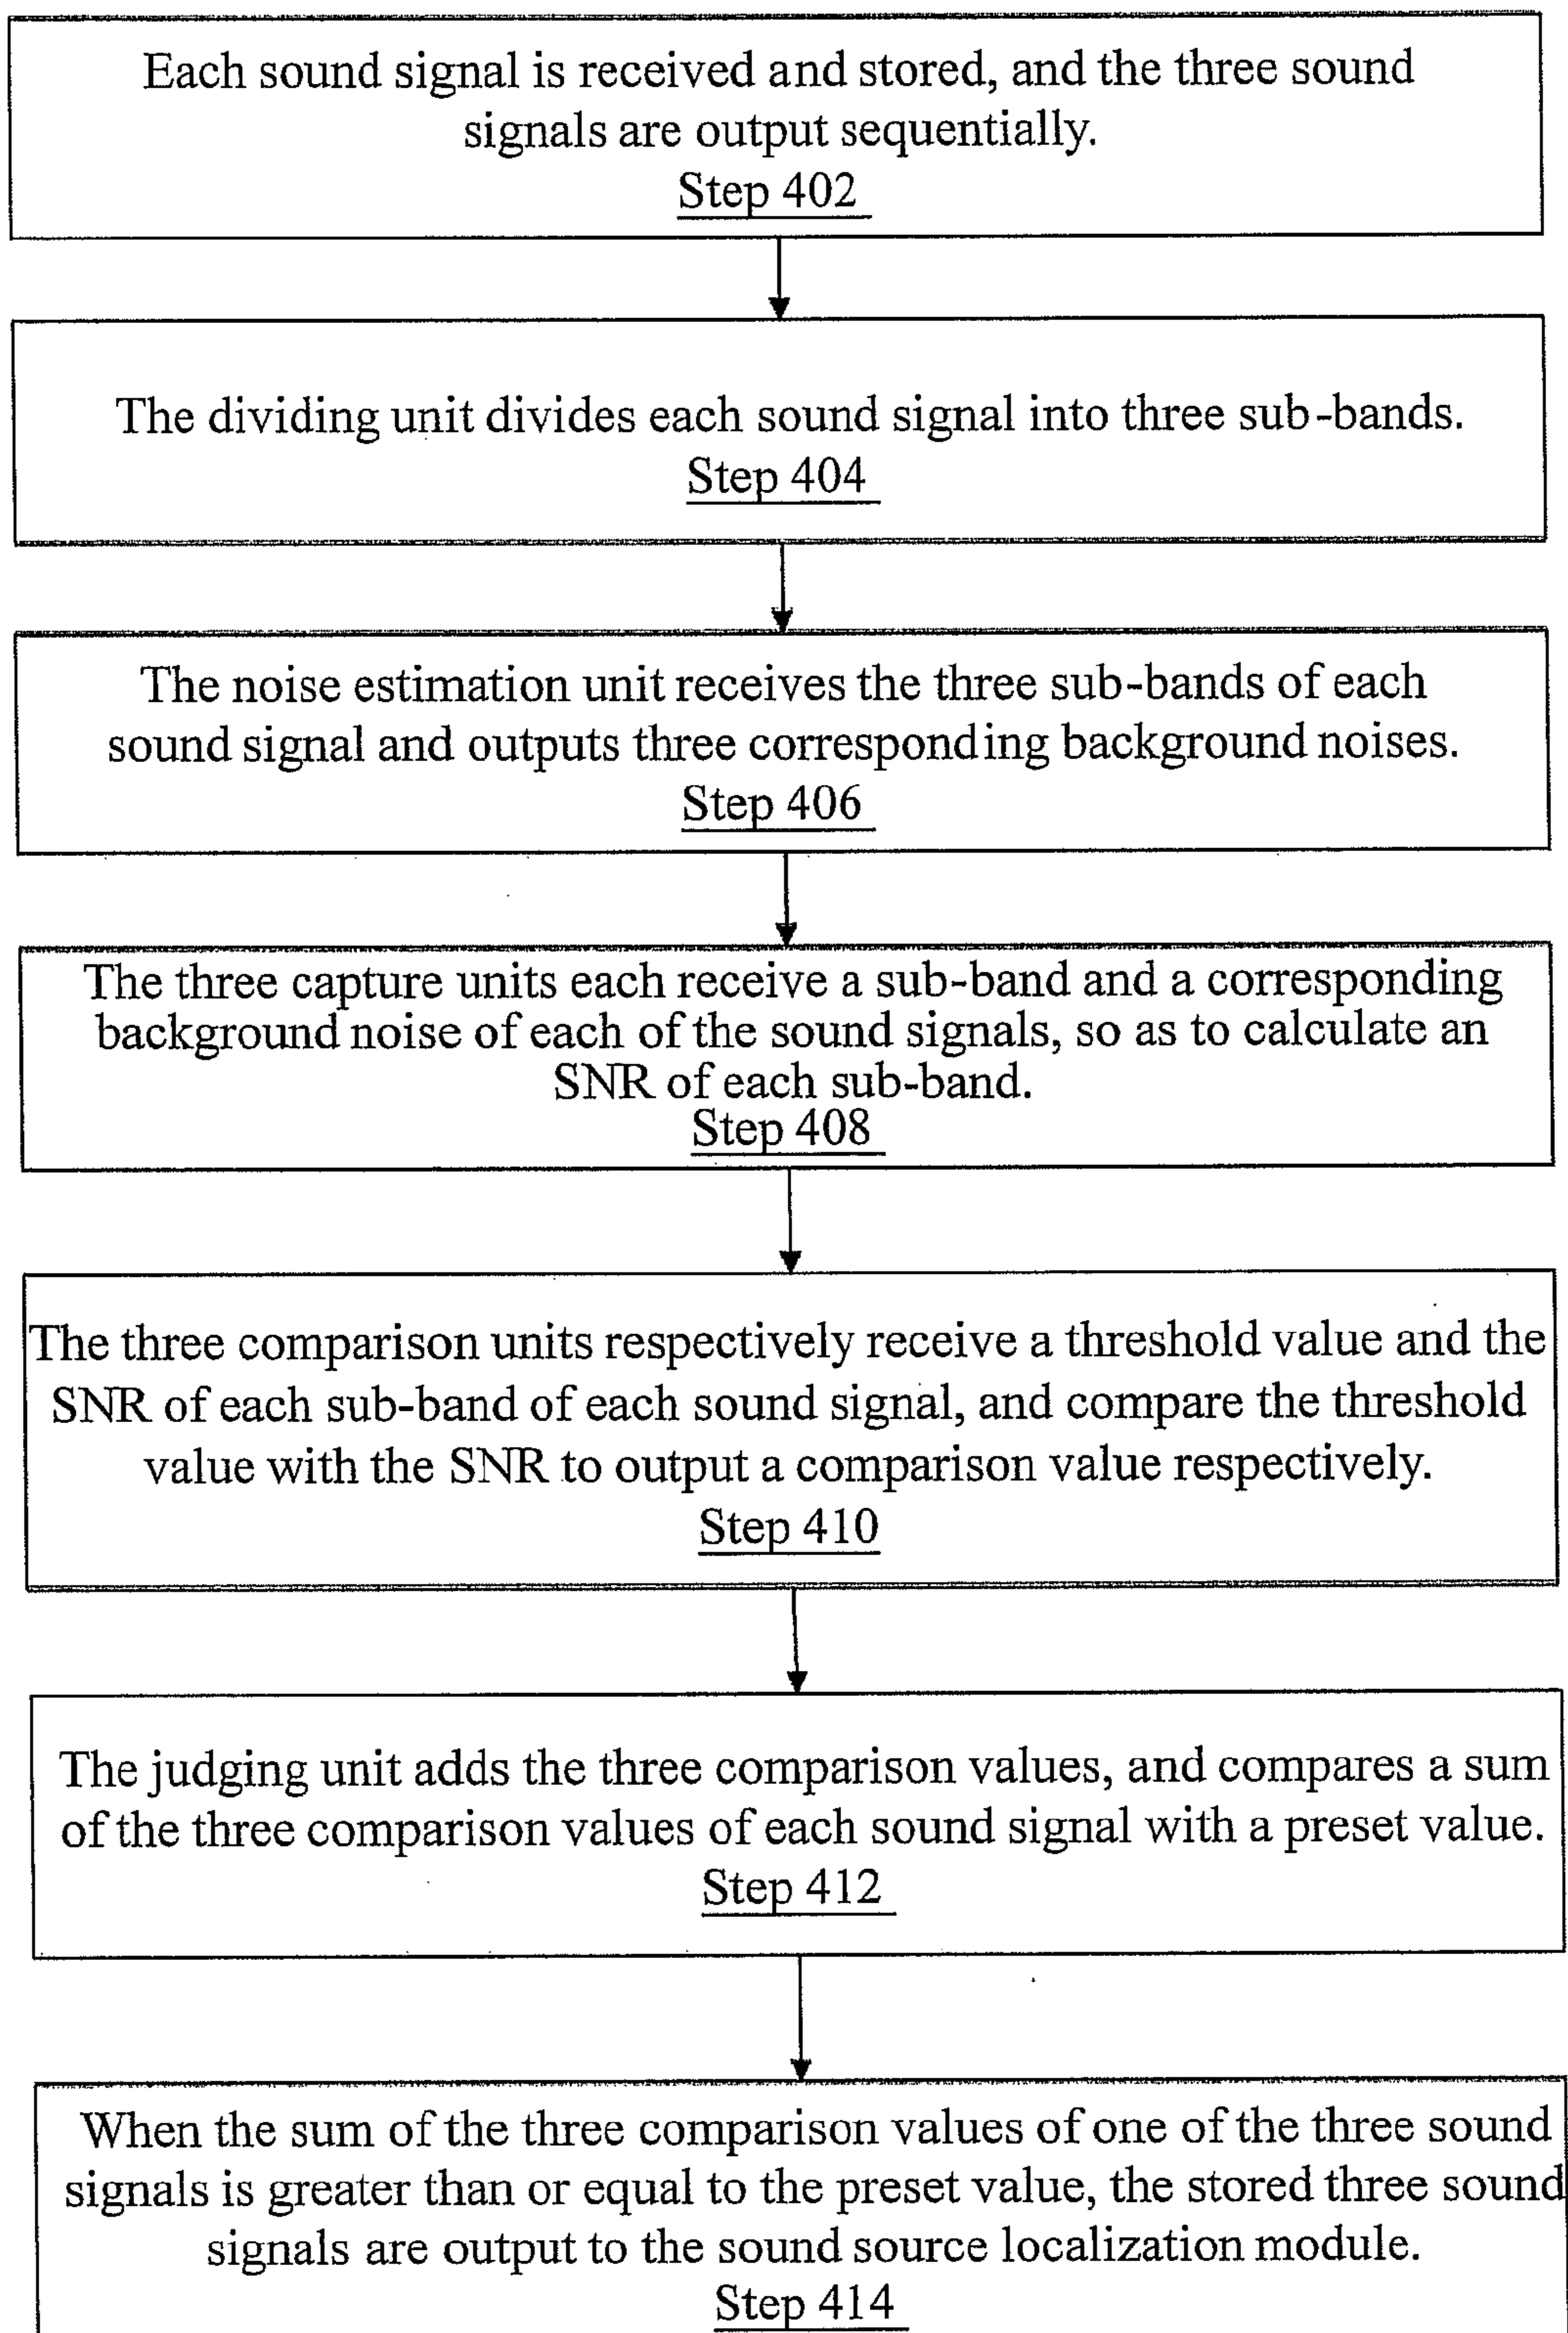 Each sound signal is received and stored, and the three sound
signals are output sequentially.
Step 402
The dividing unit divides each sound signal into three sub-bands.
Step 404
The noise estimation unit receives the three sub-bands of each
sound signal and outputs three corresponding background noises.
Step 406
The three capture units each receive a sub-band and a corresponding
background noise of each of the sound signals, so as to calculate an
SNR of each sub-band.
Step 408
The three comparison units respectively receive a threshold value and the
SNR of each sub-band of each sound signal, and compare the threshold
value with the SNR to output a comparison value respectively.
Step 410
The judging unit adds the three comparison values, and compares a sum
of the three comparison values of each sound signal with a preset value.
Step 412
When the sum of the three comparison values of one of the three sound
signals is greater than or equal to the preset value, the stored three sound
signals are output to the sound source localization module.
Step 414